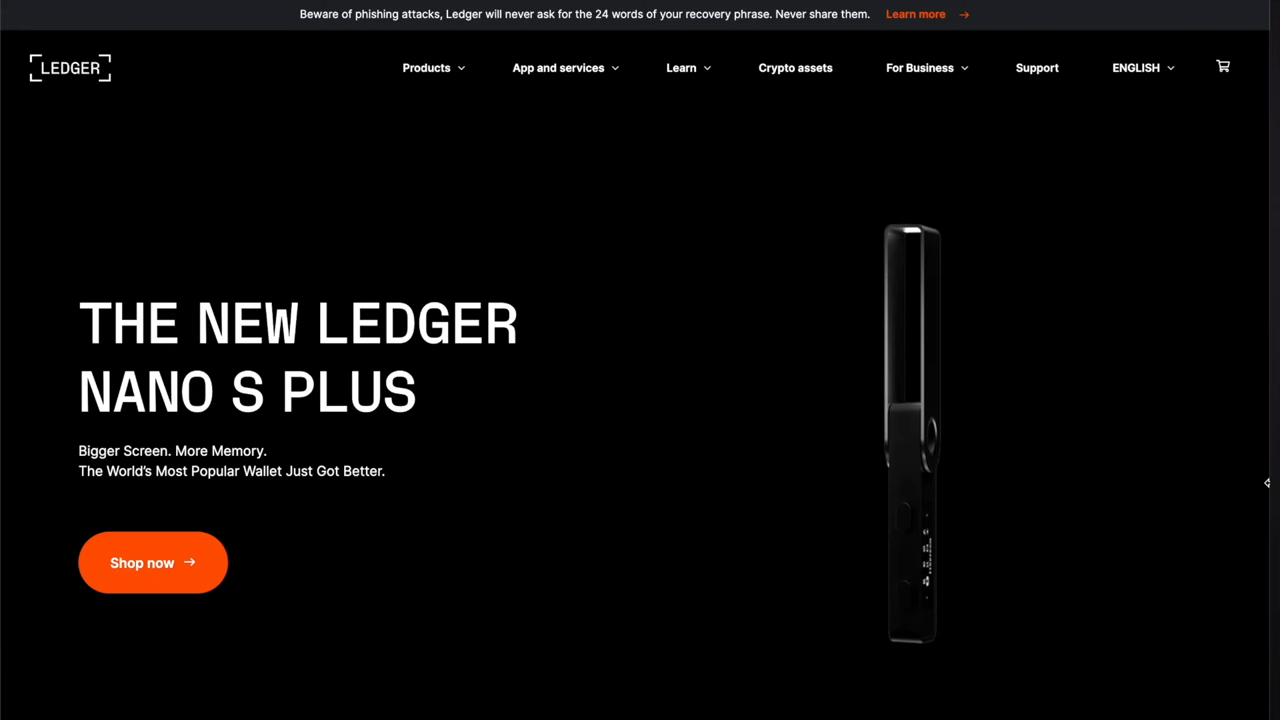 Beware of phishing attacks, Ledger will never ask for the 24 words of your recovery phrase. Never share them. Learn more →
LEDGER Products App and services Learn Crypto assets For Business Support ENGLISH
THE NEW LEDGER
NANO S PLUS
Bigger Screen. More Memory.
The World's Most Popular Wallet Just Got Better.
Shop now →